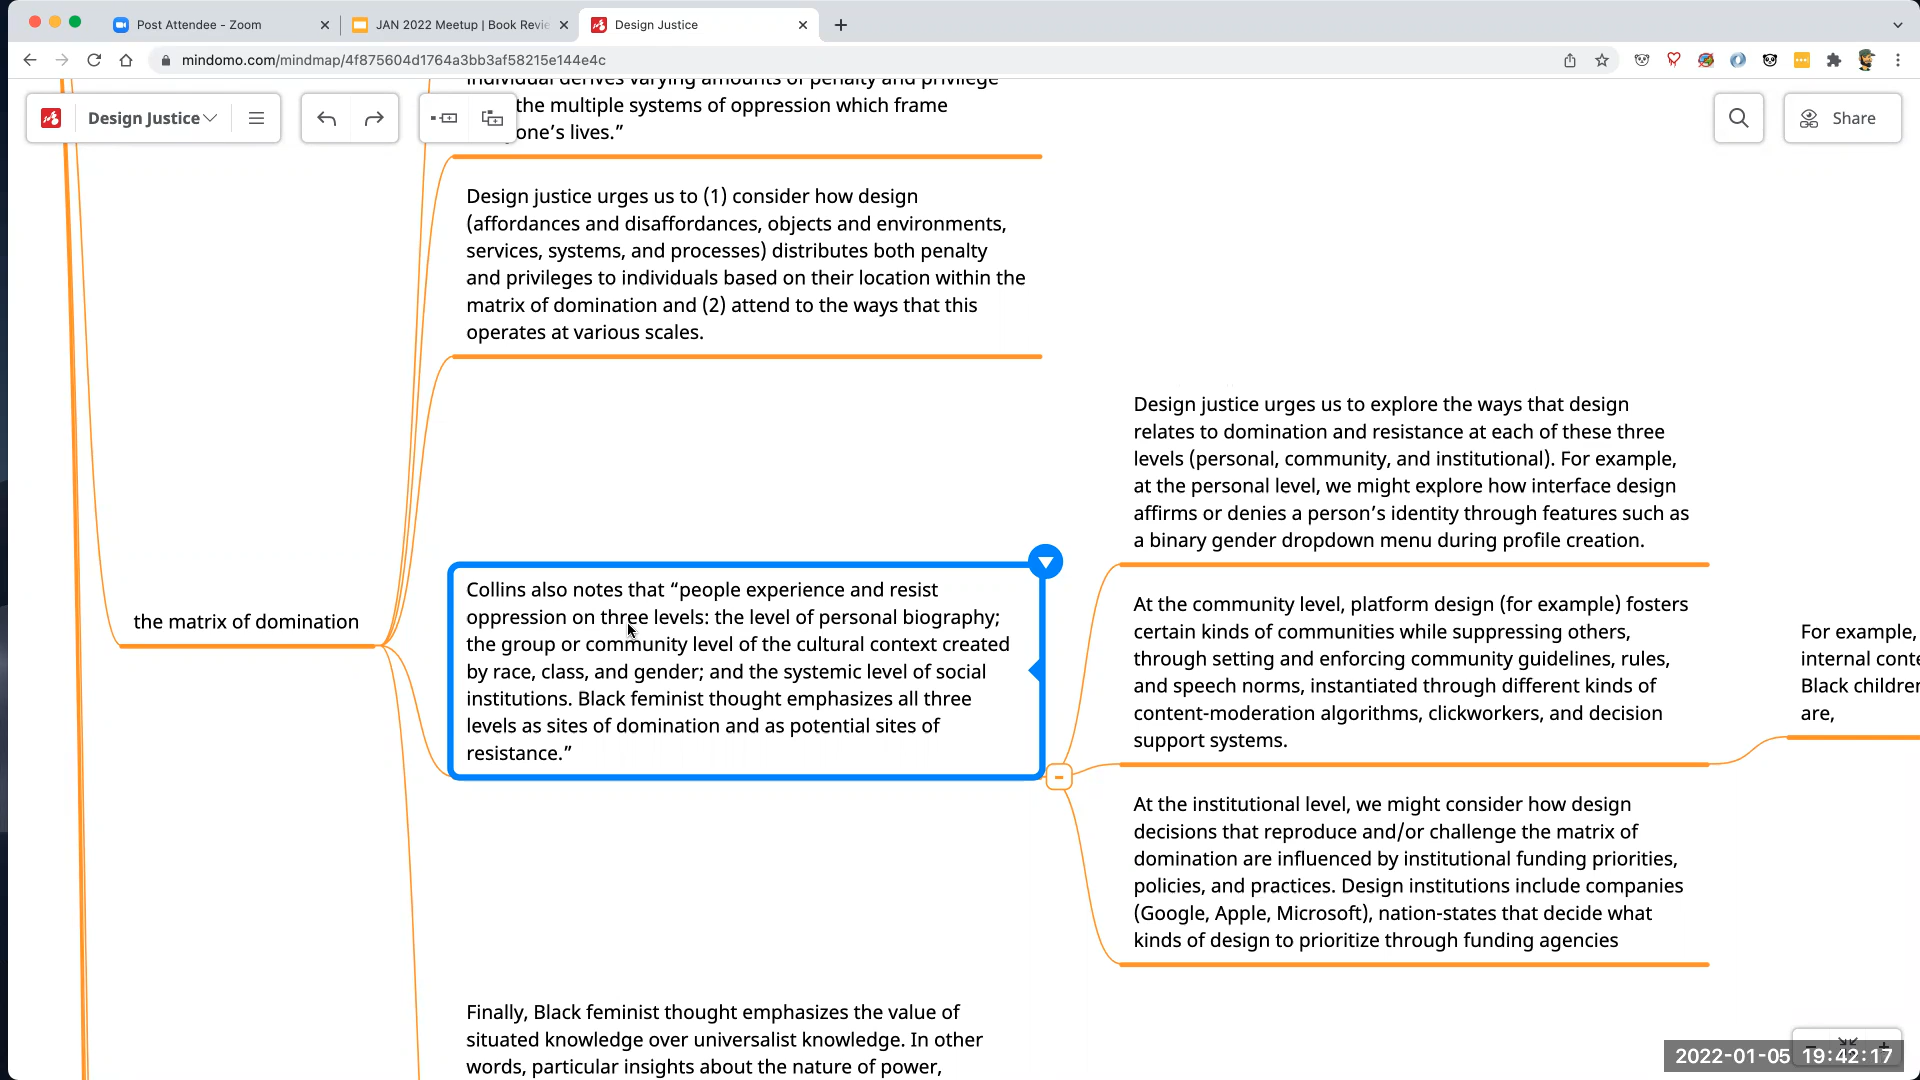 Post Attendee - Zoom
JAN 2022 Meetup | Book Revie
Design Justice
mindomo.com/mindmap/4f875604d1764a3bb3af58215e144e4c
Design Justice
Share
individual derives varying amounts of penalty and privilege
the multiple systems of oppression which frame
one's lives.”
Design justice urges us to (1) consider how design
(affordances and disaffordances, objects and environments,
services, systems, and processes) distributes both penalty
and privileges to individuals based on their location within the
matrix of domination and (2) attend to the ways that this
operates at various scales.
the matrix of domination
Collins also notes that “people experience and resist
oppression on three levels: the level of personal biography;
the group or community level of the cultural context created
by race, class, and gender; and the systemic level of social
institutions. Black feminist thought emphasizes all three
levels as sites of domination and as potential sites of
resistance.”
Design justice urges us to explore the ways that design
relates to domination and resistance at each of these three
levels (personal, community, and institutional). For example,
at the personal level, we might explore how interface design
affirms or denies a person’s identity through features such as
a binary gender dropdown menu during profile creation.
At the community level, platform design (for example) fosters
certain kinds of communities while suppressing others,
through setting and enforcing community guidelines, rules,
and speech norms, instantiated through different kinds of
content-moderation algorithms, clickworkers, and decision
support systems.
For example,
internal conte
Black children
are,
At the institutional level, we might consider how design
decisions that reproduce and/or challenge the matrix of
domination are influenced by institutional funding priorities,
policies, and practices. Design institutions include companies
(Google, Apple, Microsoft), nation-states that decide what
kinds of design to prioritize through funding agencies
Finally, Black feminist thought emphasizes the value of
situated knowledge over universalist knowledge. In other
words, particular insights about the nature of power,
2022-01-05 19:42:17